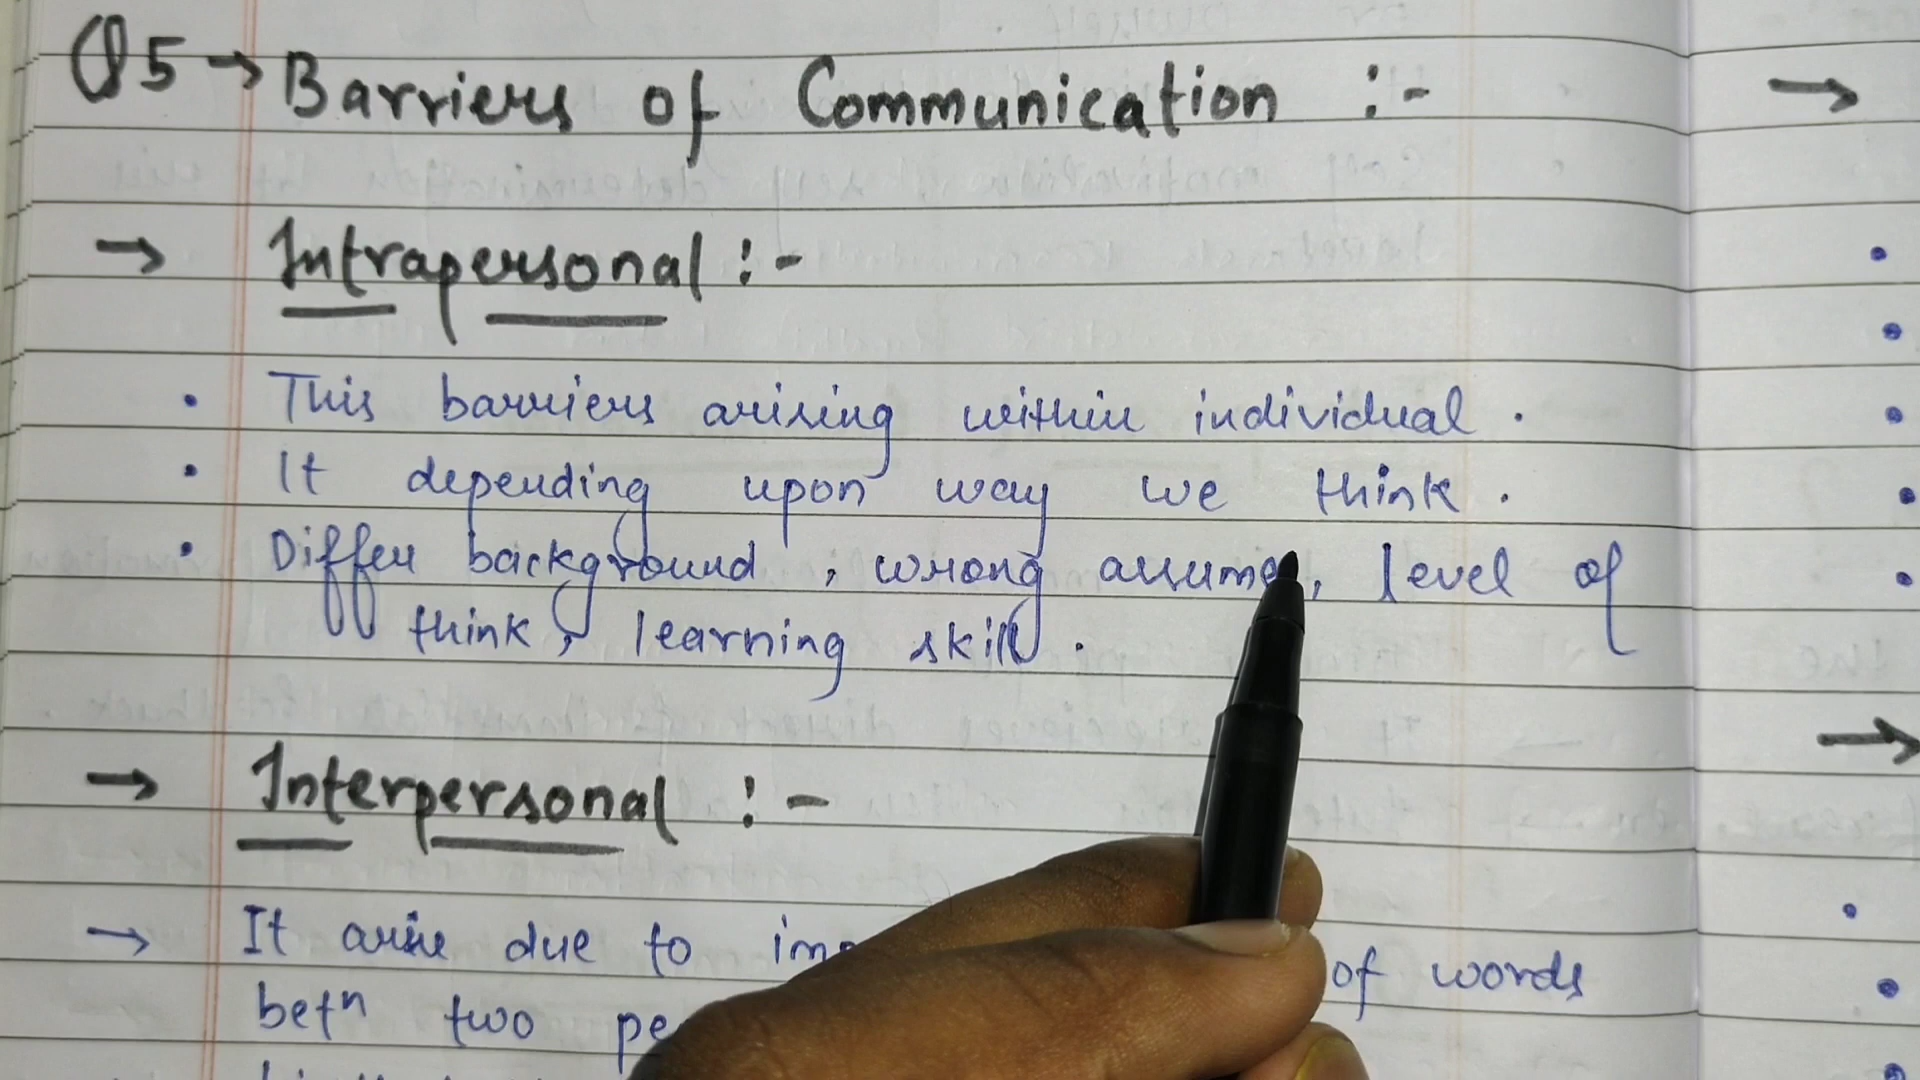 Q5 → Barriers of Communication :-
→ Intrapersonal :-
• This barriers arising within individual .
• It depending upon way we think .
• Differ background , wrong assume, level of
think , learning skill .
→ Interpersonal :-
→ It arise due to of words
betn two